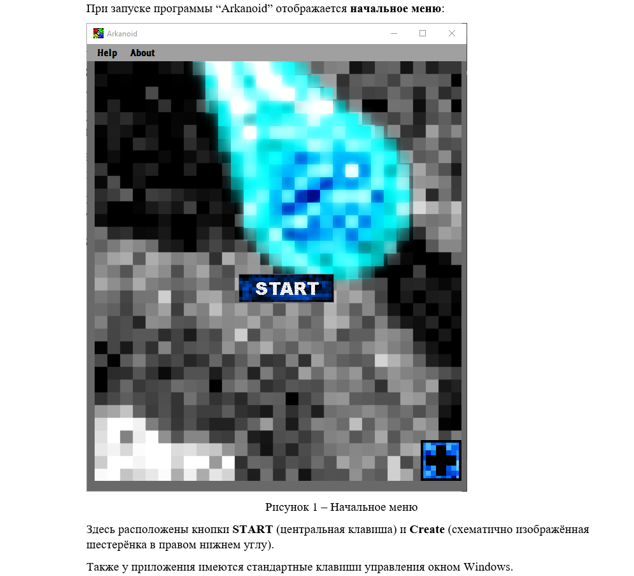 При запуске программы “Arkanoid” отображается начальное меню:
Arkanoid
Help About
START
Рисунок 1 – Начальное меню
Здесь расположены кнопки START (центральная клавиша) и Create (схематично изображённая
шестерёнка в правом нижнем углу).
Также у приложения имеются стандартные клавиши управления окном Windows.